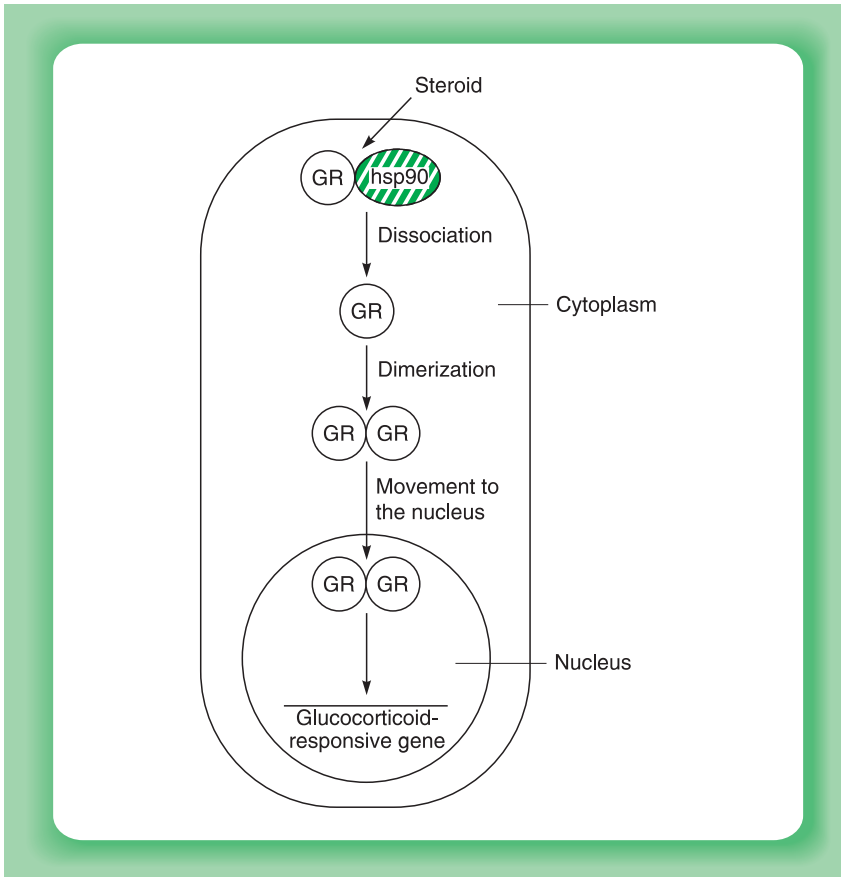 Steroid
GR
hsp90
Dissociation
Cytoplasm
GR
Dimerization
GR
GR
Movement to
the nucleus
GR
GR
Nucleus
Glucocorticoid-
responsive gene